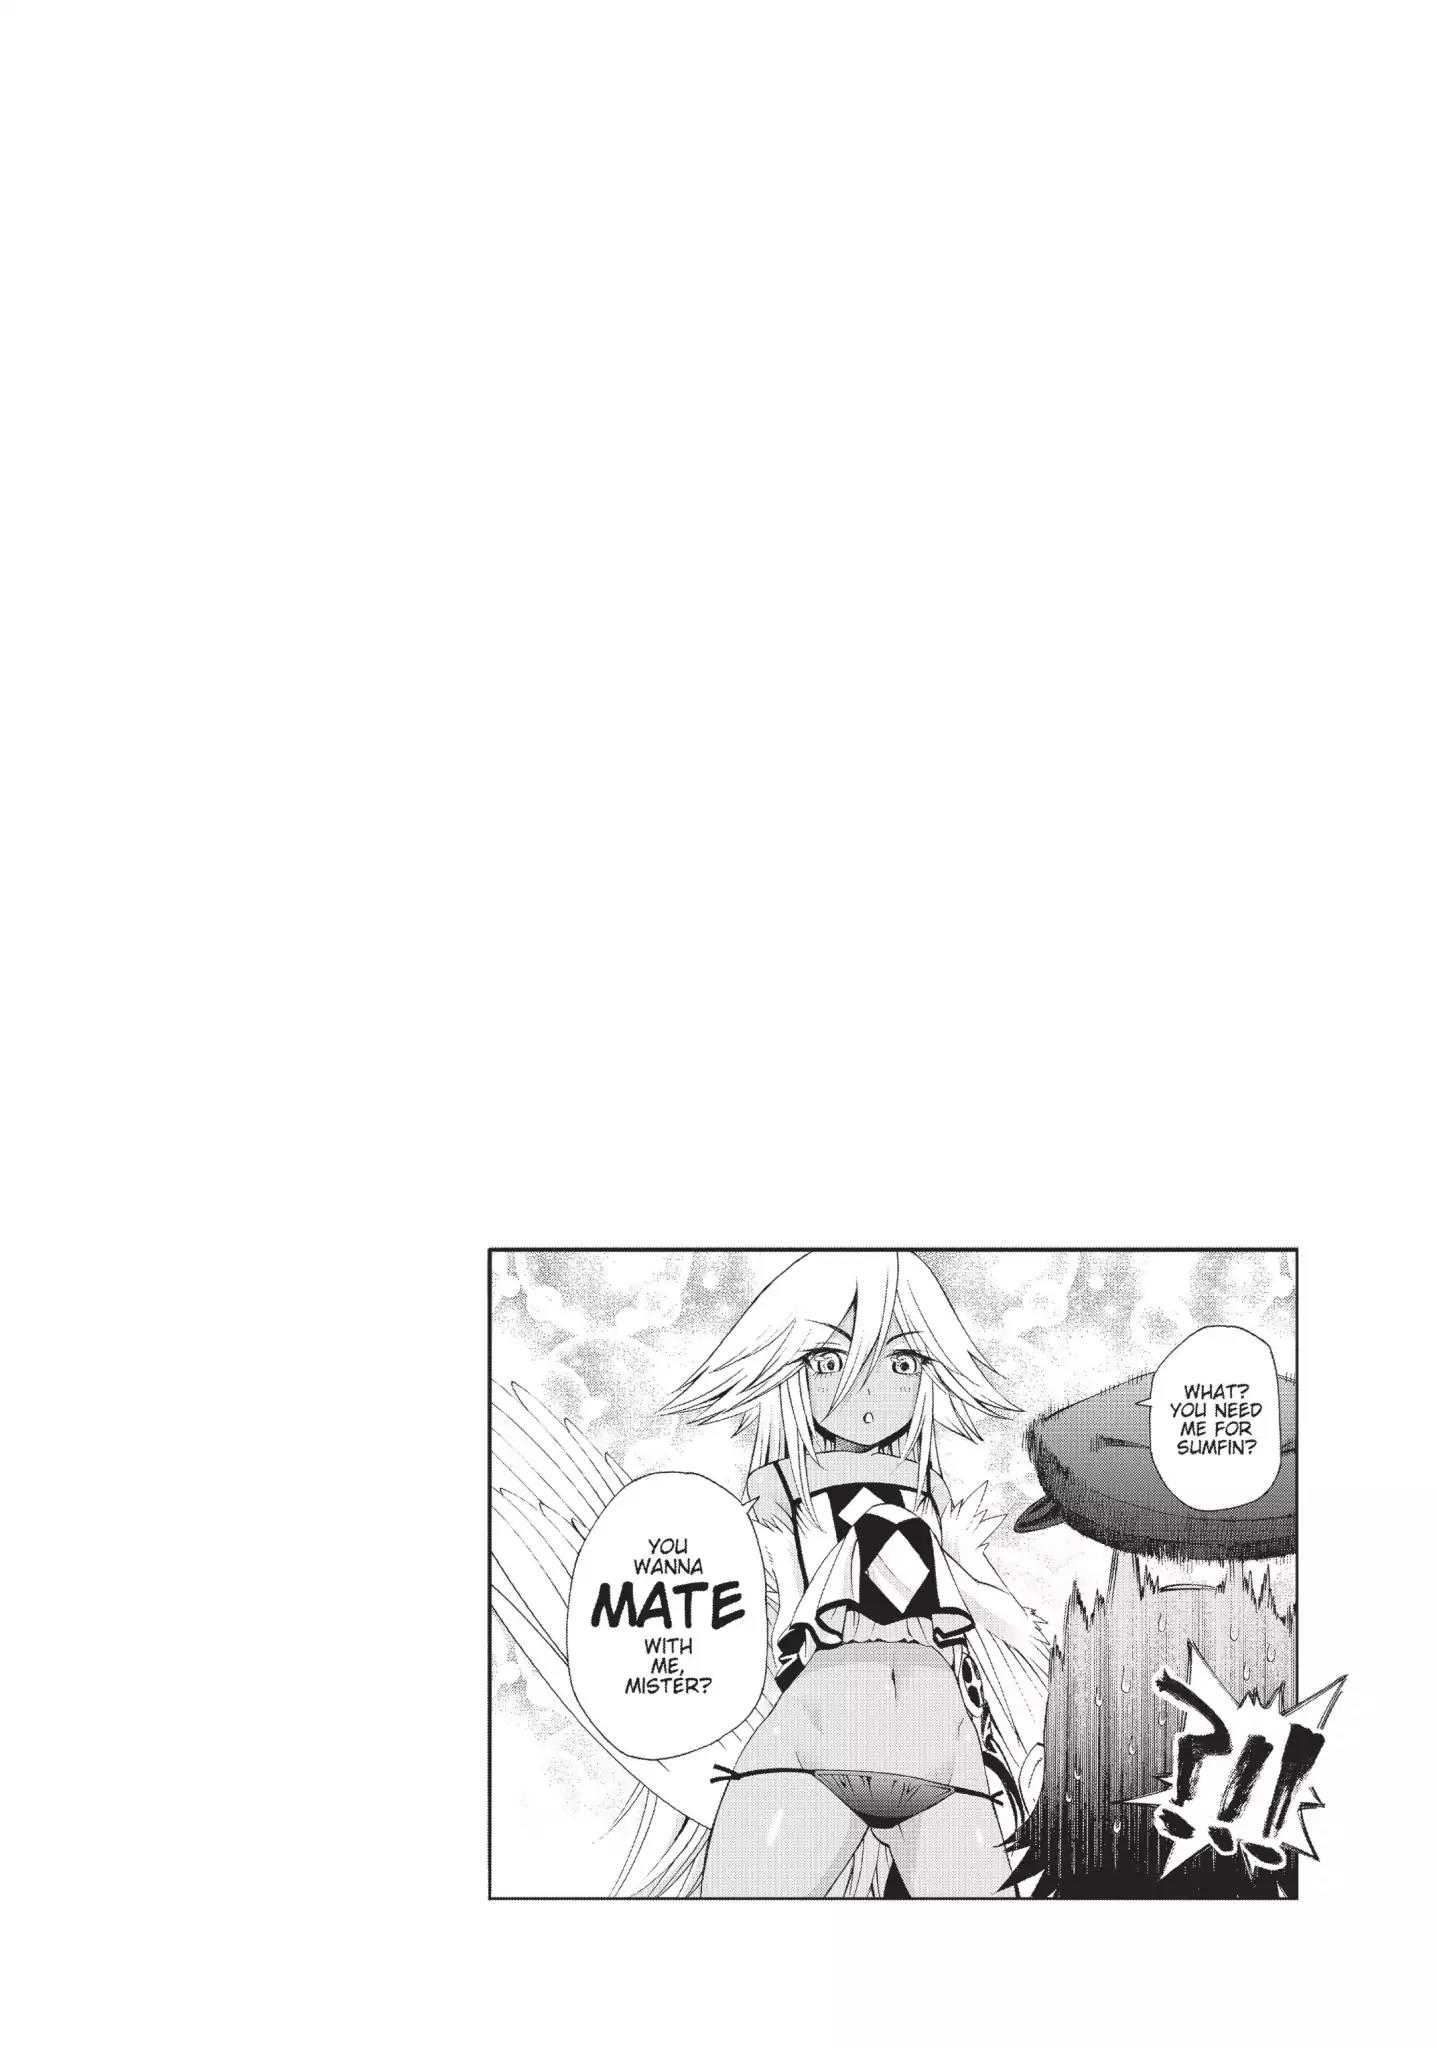 WHAT?
YOU NEED
ME FOR
SUMFIN?
YOU
WANNA
MATE
WITH
ME,
MISTER?
?!!